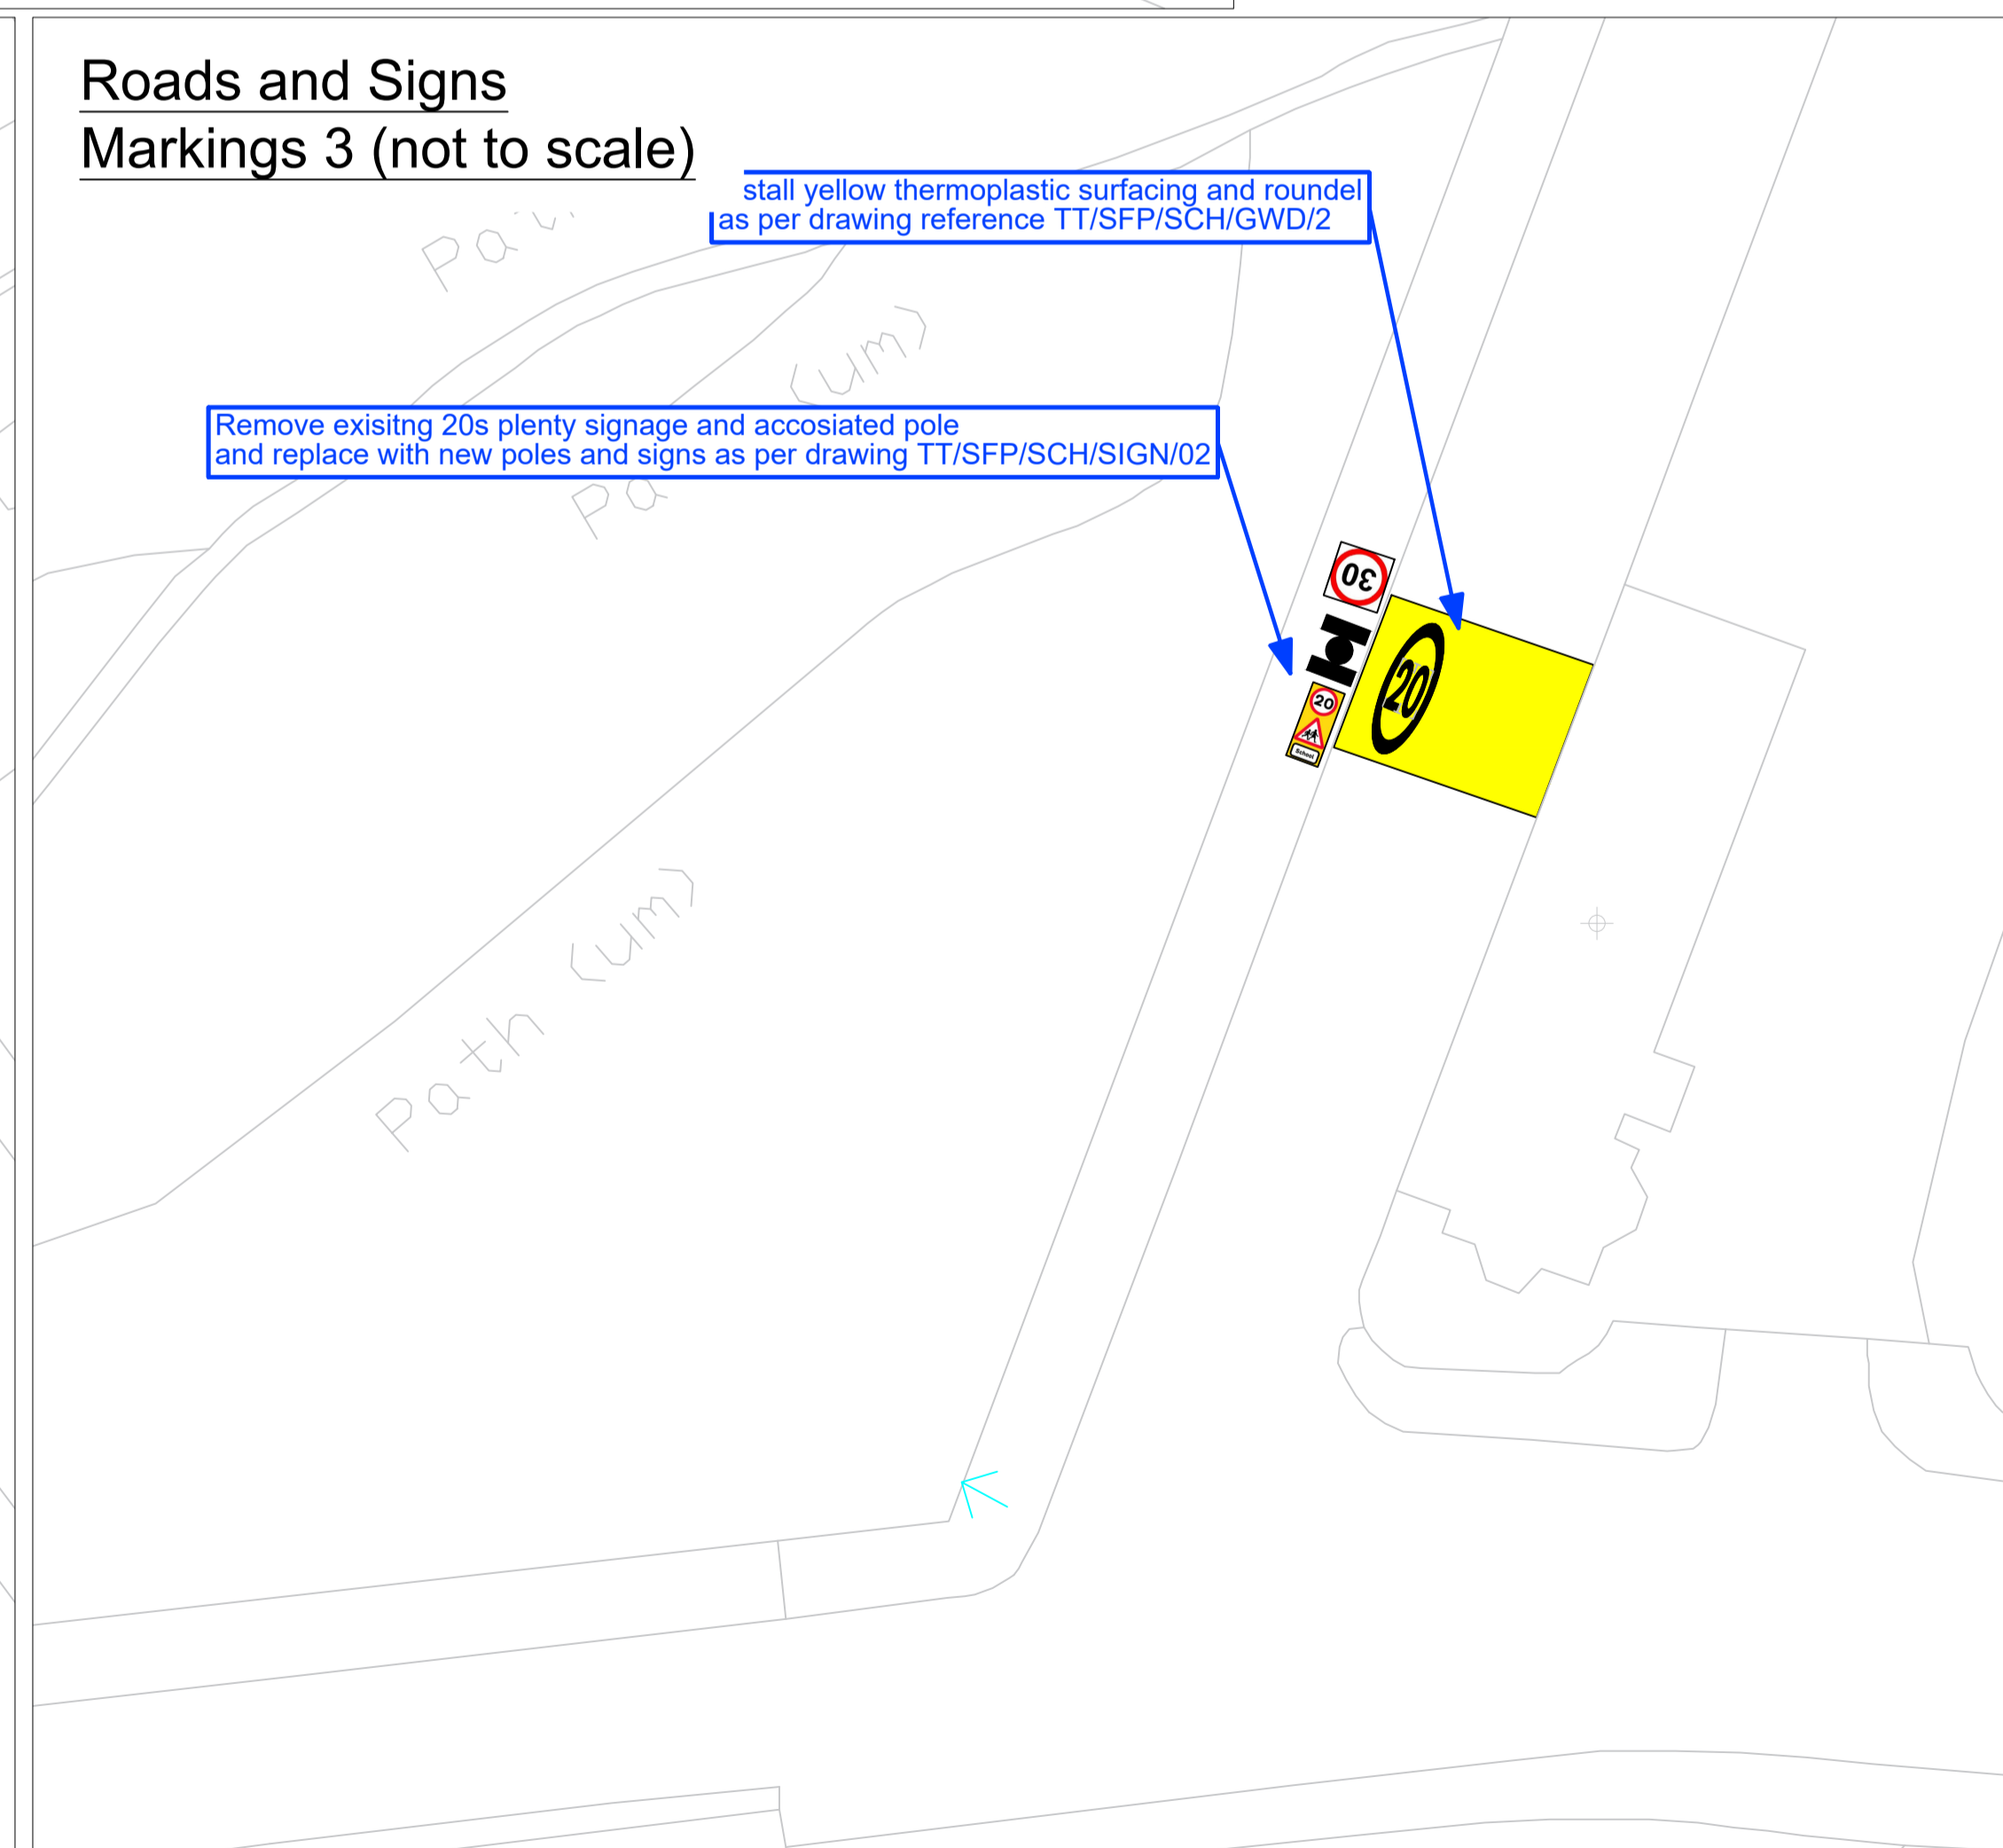 Roads and Signs
Markings 3 (not to scale)
stall yellow thermoplastic surfacing and roundel
as per drawing reference TT/SFP/SCH/GWD/2
(um)
Remove exisitng 20s plenty signage and accosiated pole
and replace with new poles and signs as per drawing TT/SFP/SCH/SIGN/02
30
20
20
School
Path (um)